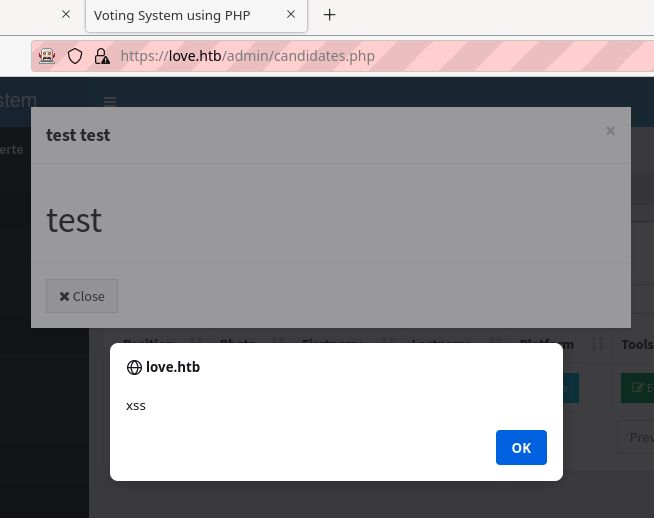 Voting System using PHP
https://love.htb/admin/candidates.php
stem
test test
erte
test
Close
Position Photo Firstname Lastname Platform Tools
love.htb
xss
Prev
OK